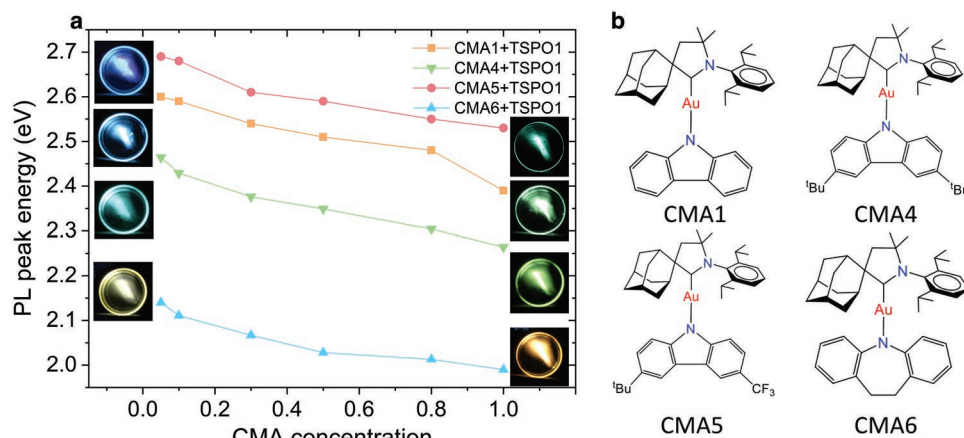 a
PL peak energy (eV)
2.7
2.6
2.5
2.4
2.3
2.2
2.1
2.0
0.0
0.2
0.4
0.6
0.8
1.0
CMA concentration
CMA1+TSPO1
CMA4+TSPO1
CMA5+TSPO1
CMA6+TSPO1
b
N
Au
N
CMA1
N
Au
N
tBu
tBu
CMA4
N
Au
N
tBu
CF3
CMA5
N
Au
N
CMA6